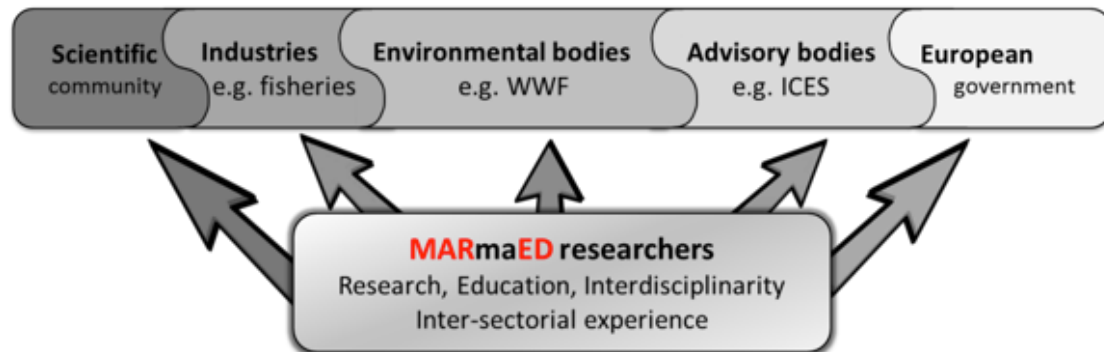 Scientific
community
Industries
e.g. fisheries
Environmental bodies
e.g. WWF
Advisory bodies
e.g. ICES
European
government
MARmaED researchers
Research, Education, Interdisciplinarity
Inter-sectorial experience